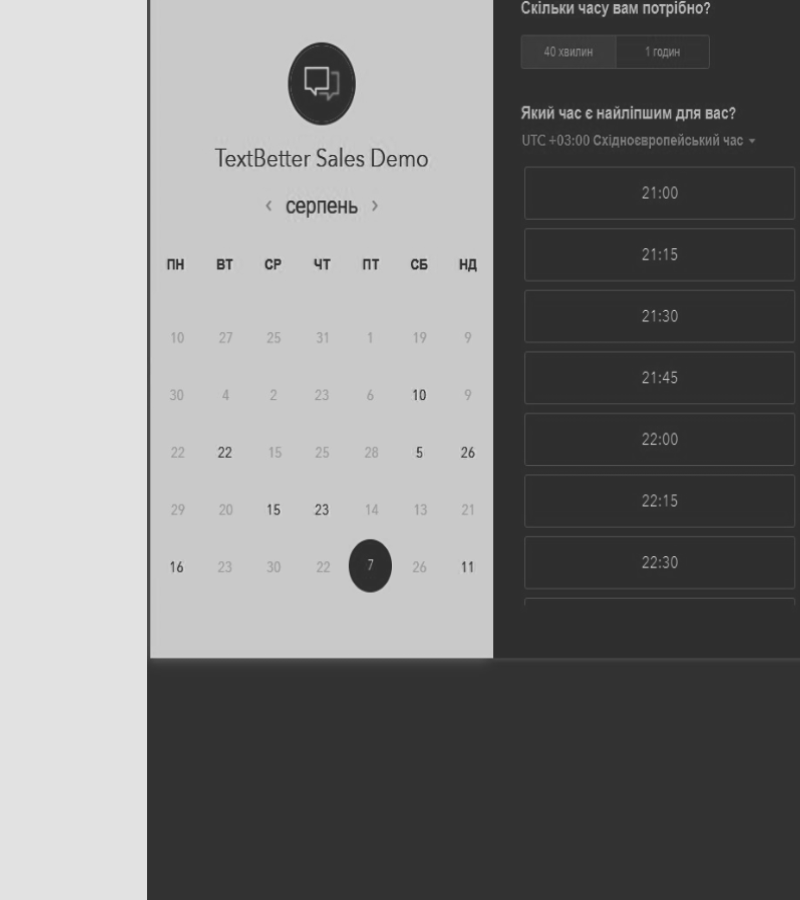 TextBetter Sales Demo
‹ серпень ›
ПН ВТ СР ЧТ ПТ СБ НД
10 27 25 31 1 19 9
30 4 2 23 6 10 9
22 22 15 25 28 5 26
29 20 15 23 14 13 21
16 23 30 22 7 26 11
Скільки часу вам потрібно?
40 хвилин 1 годин
Який час є найліпшим для вас?
UTC +03:00 Східноєвропейський час
21:00
21:15
21:30
21:45
22:00
22:15
22:30